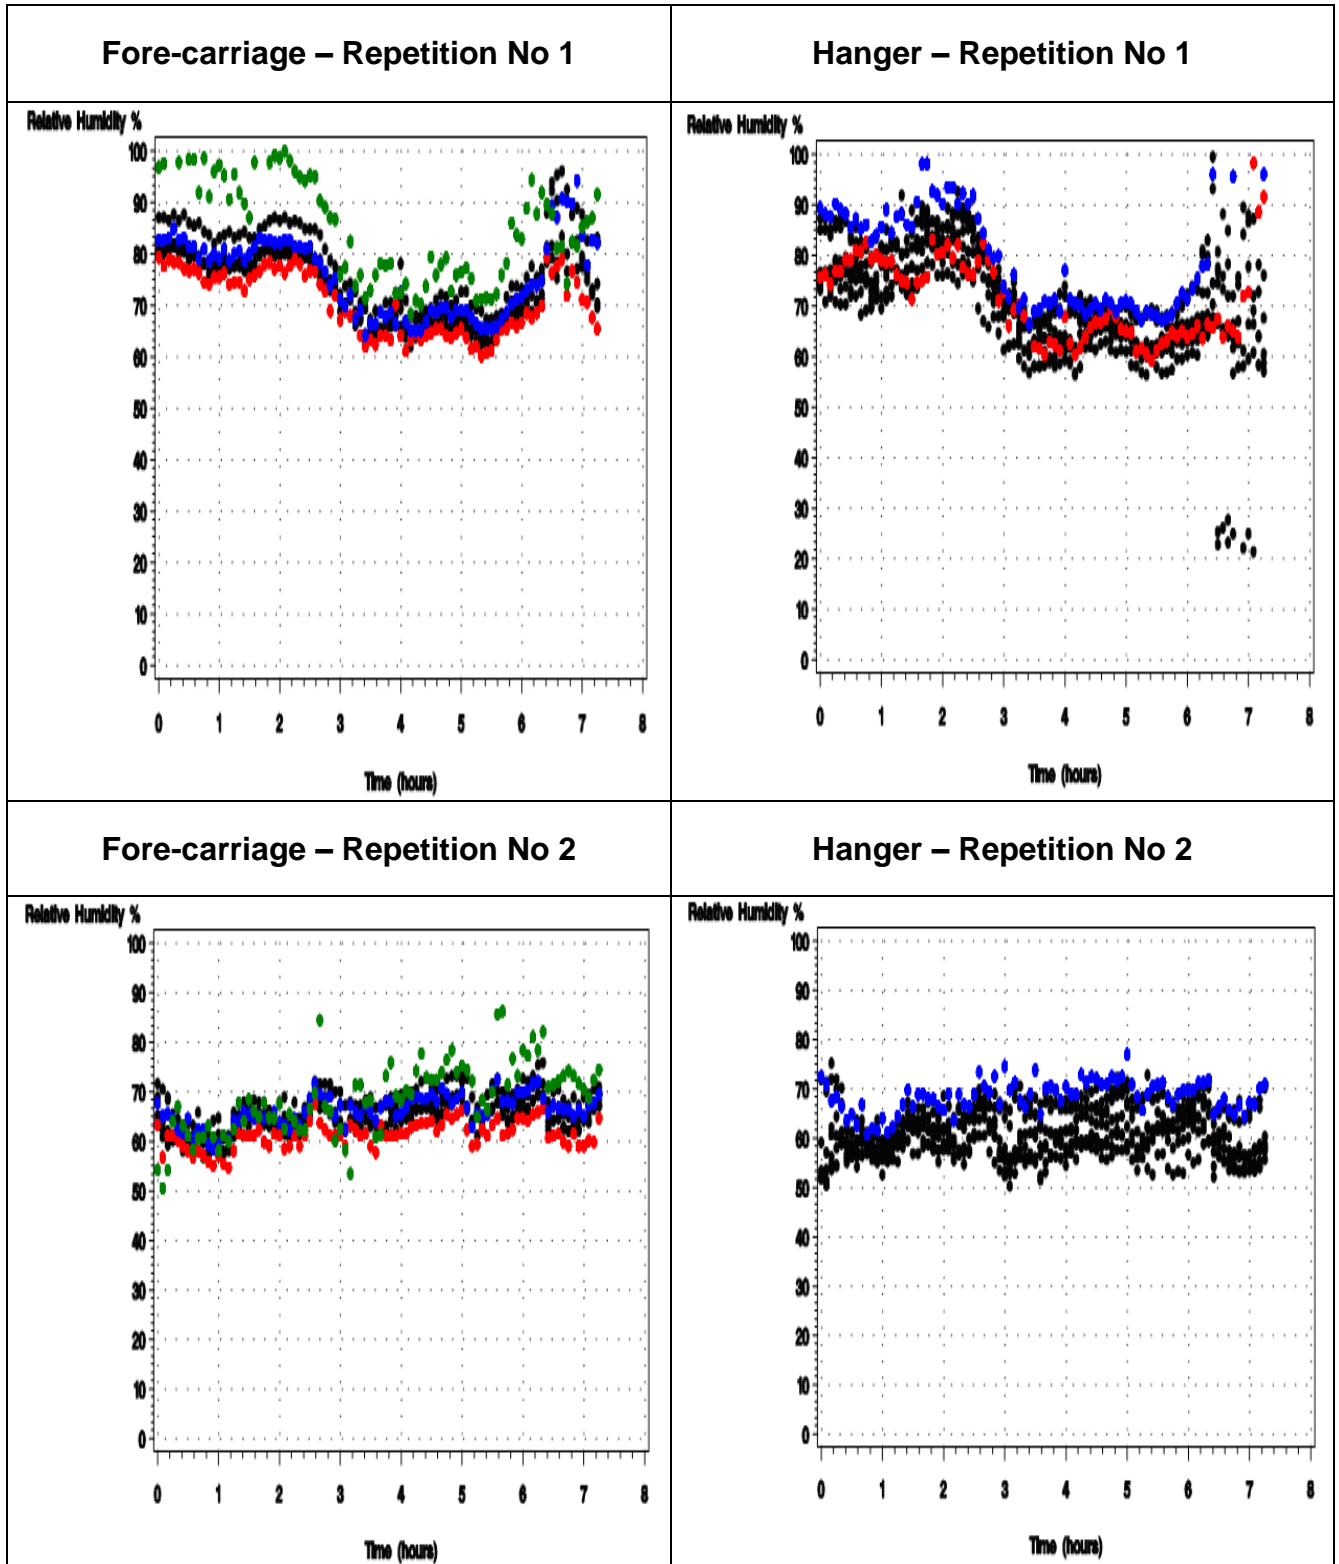 Fore-carriage – Repetition No 1
Hanger – Repetition No 1
Relative Humidity %
100
90
80
70
60
50
40
30
20
10
0
0 1 2 3 4 5 6 7 8
Time (hours)
Relative Humidity %
100
90
80
70
60
50
40
30
20
10
0
0 1 2 3 4 5 6 7 8
Time (hours)
Fore-carriage – Repetition No 2
Hanger – Repetition No 2
Relative Humidity %
100
90
80
70
60
50
40
30
20
10
0
0 1 2 3 4 5 6 7 8
Time (hours)
Relative Humidity %
100
90
80
70
60
50
40
30
20
10
0
0 1 2 3 4 5 6 7 8
Time (hours)